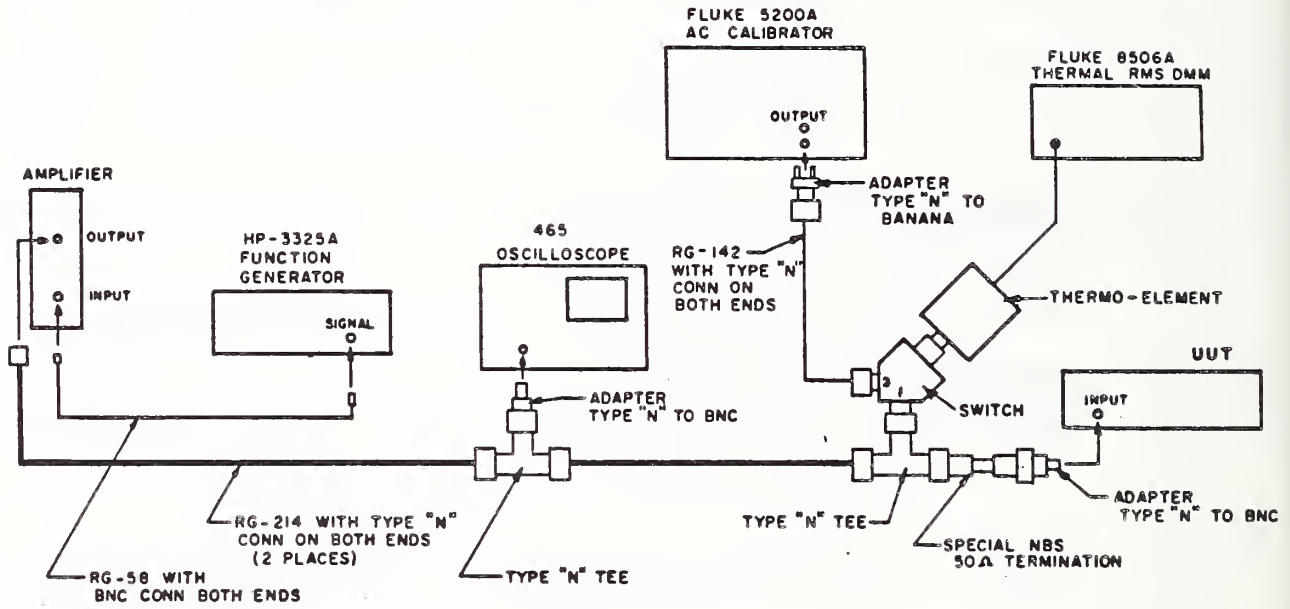 FLUKE 5200A
AC CALIBRATOR
OUTPUT
FLUKE 8506A
THERMAL RMS DMM
AMPLIFIER
OUTPUT
INPUT
HP-3325A
FUNCTION
GENERATOR
SIGNAL
465
OSCILLOSCOPE
ADAPTER
TYPE "N" TO
BANANA
RG-142
WITH TYPE "N"
CONN ON
BOTH ENDS
THERMO-ELEMENT
2
1
SWITCH
UUT
INPUT
ADAPTER
TYPE "N" TO BNC
RG-214 WITH TYPE "N"
CONN ON BOTH ENDS
(2 PLACES)
RG-58 WITH
BNC CONN BOTH ENDS
TYPE "N" TEE
TYPE "N" TEE
SPECIAL NBS
50Ω TERMINATION
ADAPTER
TYPE "N" TO BNC